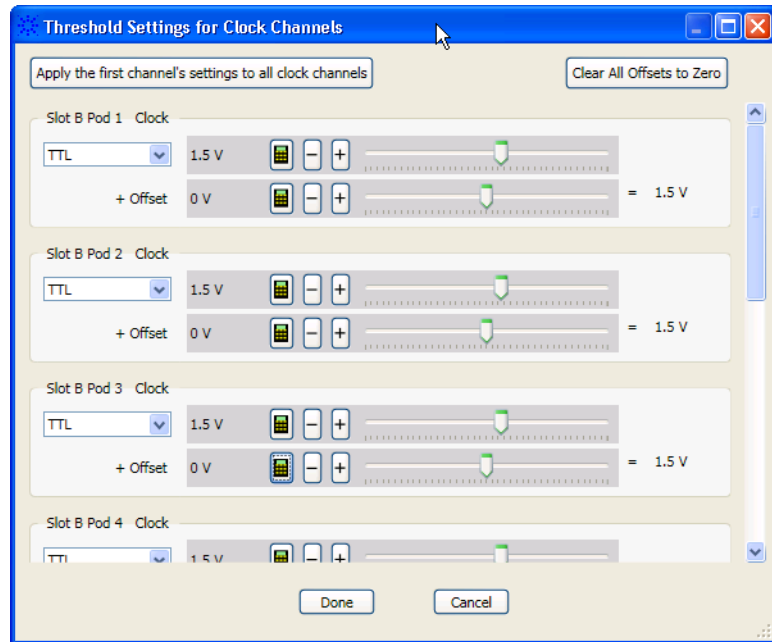 Threshold Settings for Clock Channels
Apply the first channel's settings to all clock channels
Clear All Offsets to Zero
Slot B Pod 1 Clock
TTL 1.5 V - +
+ Offset 0 V - + = 1.5 V
Slot B Pod 2 Clock
TTL 1.5 V - +
+ Offset 0 V - + = 1.5 V
Slot B Pod 3 Clock
TTL 1.5 V - +
+ Offset 0 V - + = 1.5 V
Slot B Pod 4 Clock
TTL 1.5 V - +
Done Cancel